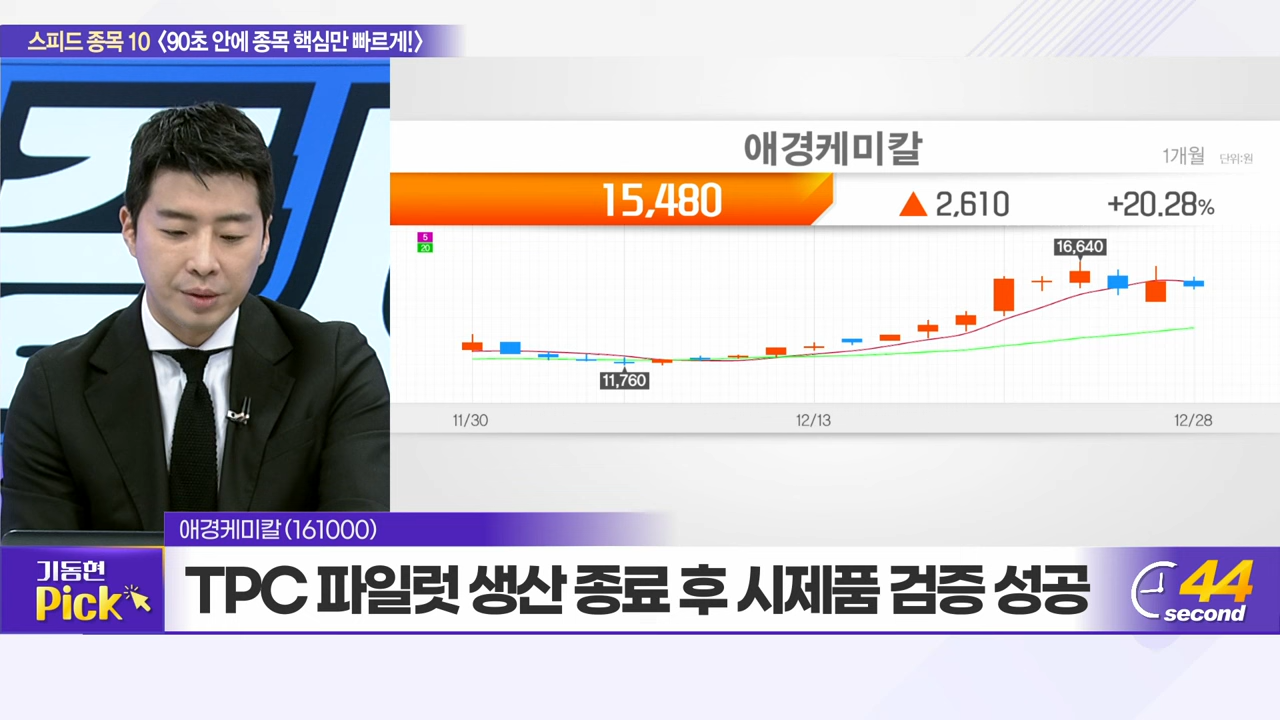 스피드 종목 10 〈90초 안에 종목 핵심만 빠르게!〉
애경케미칼
1개월 단위:원
15,480 ▲ 2,610 +20.28%
5
20
16,640
11,760
11/30 12/13 12/28
애경케미칼(161000)
기동현
Pick
TPC 파일럿 생산 종료 후 시제품 검증 성공
44
second